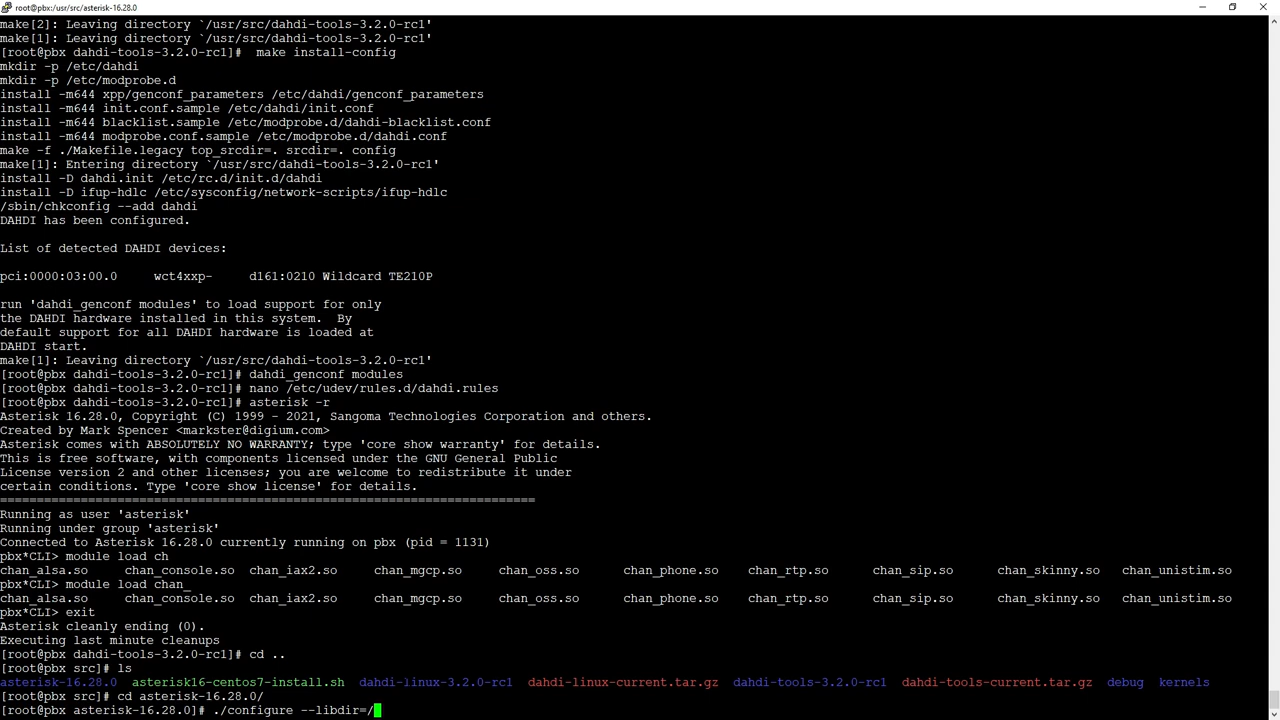 root@pbx:/usr/src/asterisk-16.28.0
make[2]: Leaving directory `/usr/src/dahdi-tools-3.2.0-rc1'
make[1]: Leaving directory `/usr/src/dahdi-tools-3.2.0-rc1'
[root@pbx dahdi-tools-3.2.0-rc1]#  make install-config
mkdir -p /etc/dahdi
mkdir -p /etc/modprobe.d
install -m644 xpp/genconf_parameters /etc/dahdi/genconf_parameters
install -m644 init.conf.sample /etc/dahdi/init.conf
install -m644 blacklist.sample /etc/modprobe.d/dahdi-blacklist.conf
install -m644 modprobe.conf.sample /etc/modprobe.d/dahdi.conf
make -f ./Makefile.legacy top_srcdir=. srcdir=. config
make[1]: Entering directory `/usr/src/dahdi-tools-3.2.0-rc1'
install -D dahdi.init /etc/rc.d/init.d/dahdi
install -D ifup-hdlc /etc/sysconfig/network-scripts/ifup-hdlc
/sbin/chkconfig --add dahdi
DAHDI has been configured.
List of detected DAHDI devices:
pci:0000:03:00.0     wct4xxp-     d161:0210 Wildcard TE210P
run 'dahdi_genconf modules' to load support for only
the DAHDI hardware installed in this system.  By
default support for all DAHDI hardware is loaded at
DAHDI start.
make[1]: Leaving directory `/usr/src/dahdi-tools-3.2.0-rc1'
[root@pbx dahdi-tools-3.2.0-rc1]# dahdi_genconf modules
[root@pbx dahdi-tools-3.2.0-rc1]# nano /etc/udev/rules.d/dahdi.rules
[root@pbx dahdi-tools-3.2.0-rc1]# asterisk -r
Asterisk 16.28.0, Copyright (C) 1999 - 2021, Sangoma Technologies Corporation and others.
Created by Mark Spencer <markster@digium.com>
Asterisk comes with ABSOLUTELY NO WARRANTY; type 'core show warranty' for details.
This is free software, with components licensed under the GNU General Public
License version 2 and other licenses; you are welcome to redistribute it under
certain conditions. Type 'core show license' for details.
=========================================================================
Running as user 'asterisk'
Running under group 'asterisk'
Connected to Asterisk 16.28.0 currently running on pbx (pid = 1131)
pbx*CLI> module load ch
chan_alsa.so     chan_console.so  chan_iax2.so     chan_mgcp.so     chan_oss.so      chan_phone.so    chan_rtp.so      chan_sip.so      chan_skinny.so   chan_unistim.so
pbx*CLI> module load chan_
chan_alsa.so     chan_console.so  chan_iax2.so     chan_mgcp.so     chan_oss.so      chan_phone.so    chan_rtp.so      chan_sip.so      chan_skinny.so   chan_unistim.so
pbx*CLI> exit
Asterisk cleanly ending (0).
Executing last minute cleanups
[root@pbx dahdi-tools-3.2.0-rc1]# cd ..
[root@pbx src]# ls
asterisk-16.28.0  asterisk16-centos7-install.sh  dahdi-linux-3.2.0-rc1  dahdi-linux-current.tar.gz  dahdi-tools-3.2.0-rc1  dahdi-tools-current.tar.gz  debug  kernels
[root@pbx src]# cd asterisk-16.28.0/
[root@pbx asterisk-16.28.0]# ./configure --libdir=/